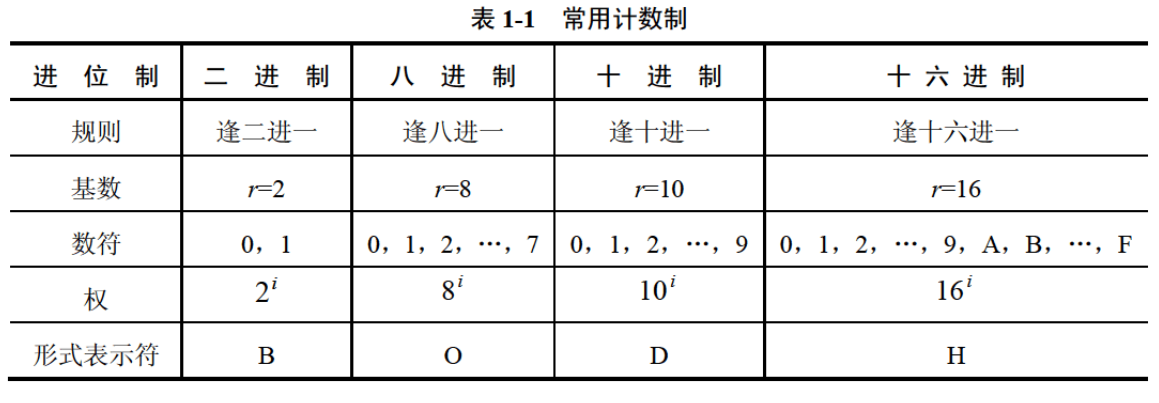 表 1-1 常用计数制
进 位 制 二 进 制 八 进 制 十 进 制 十 六 进 制
规则 逢二进一 逢八进一 逢十进一 逢十六进一
基数 r=2 r=8 r=10 r=16
数符 0，1 0，1，2，…，7 0，1，2，…，9 0，1，2，…，9，A，B，…，F
权 2^i 8^i 10^i 16^i
形式表示符 B O D H